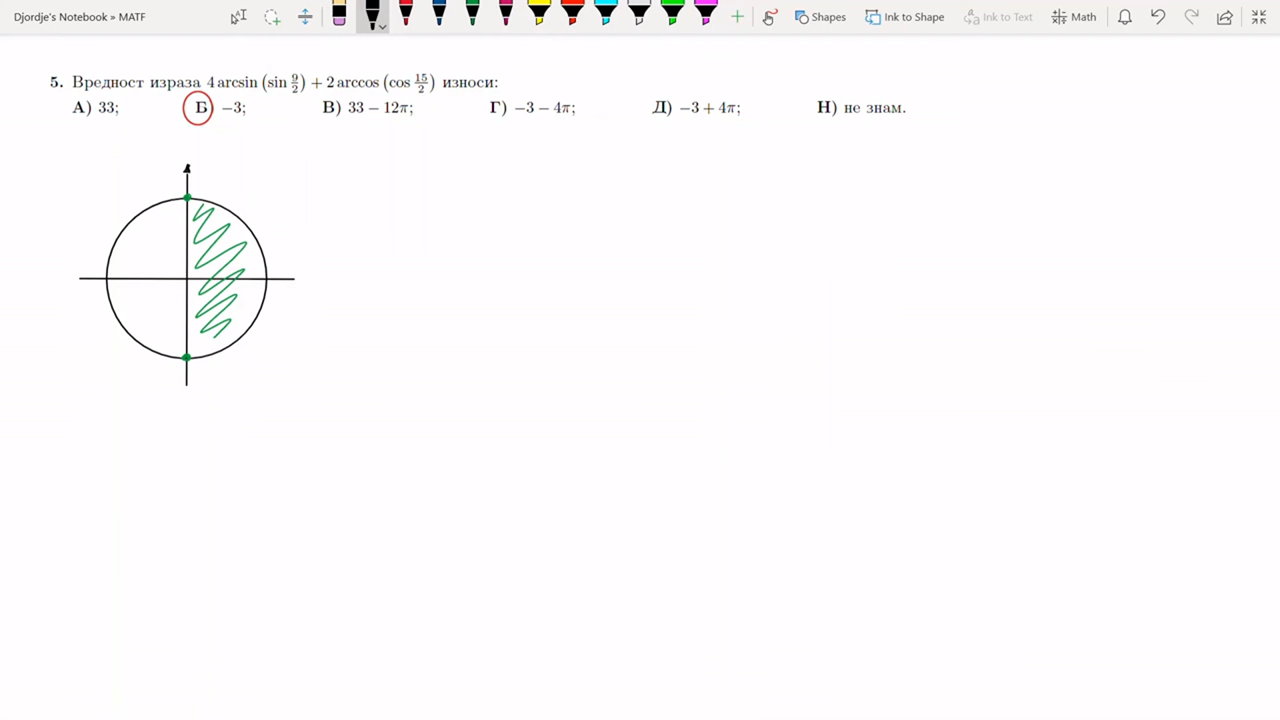 Djordje's Notebook » MATF
Shapes
Ink to Shape
Ink to Text
Math
5. Вредност израза 4 arcsin (sin 9/2) + 2 arccos (cos 15/2) износи:
А) 33; Б) −3; В) 33 − 12π; Г) −3 − 4π; Д) −3 + 4π; Н) не знам.